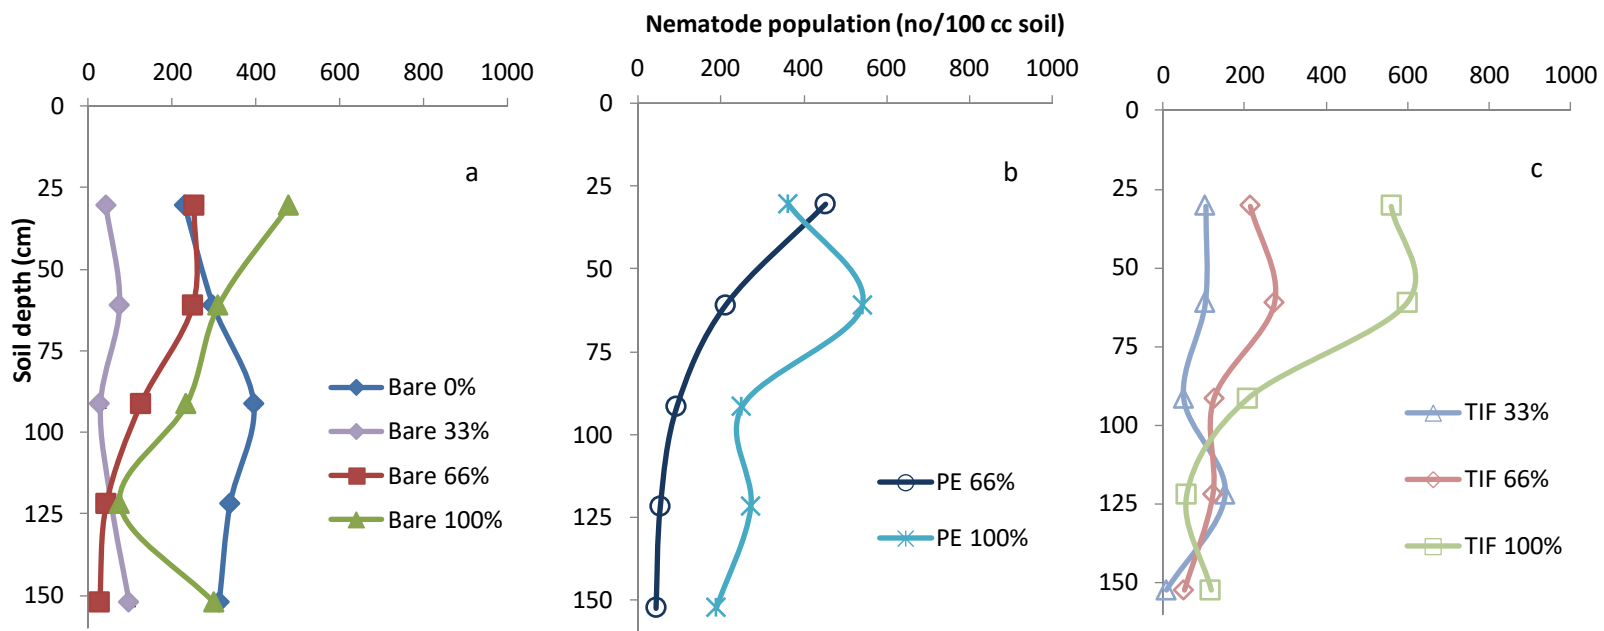 Nematode population (no/100 cc soil)
0 200 400 600 800 1000
0 200 400 600 800 1000
0 200 400 600 800 1000
Soil depth (cm)
0
25
50
75
100
125
150
a
Bare 0%
Bare 33%
Bare 66%
Bare 100%
0
25
50
75
100
125
150
b
PE 66%
PE 100%
0
25
50
75
100
125
150
c
TIF 33%
TIF 66%
TIF 100%